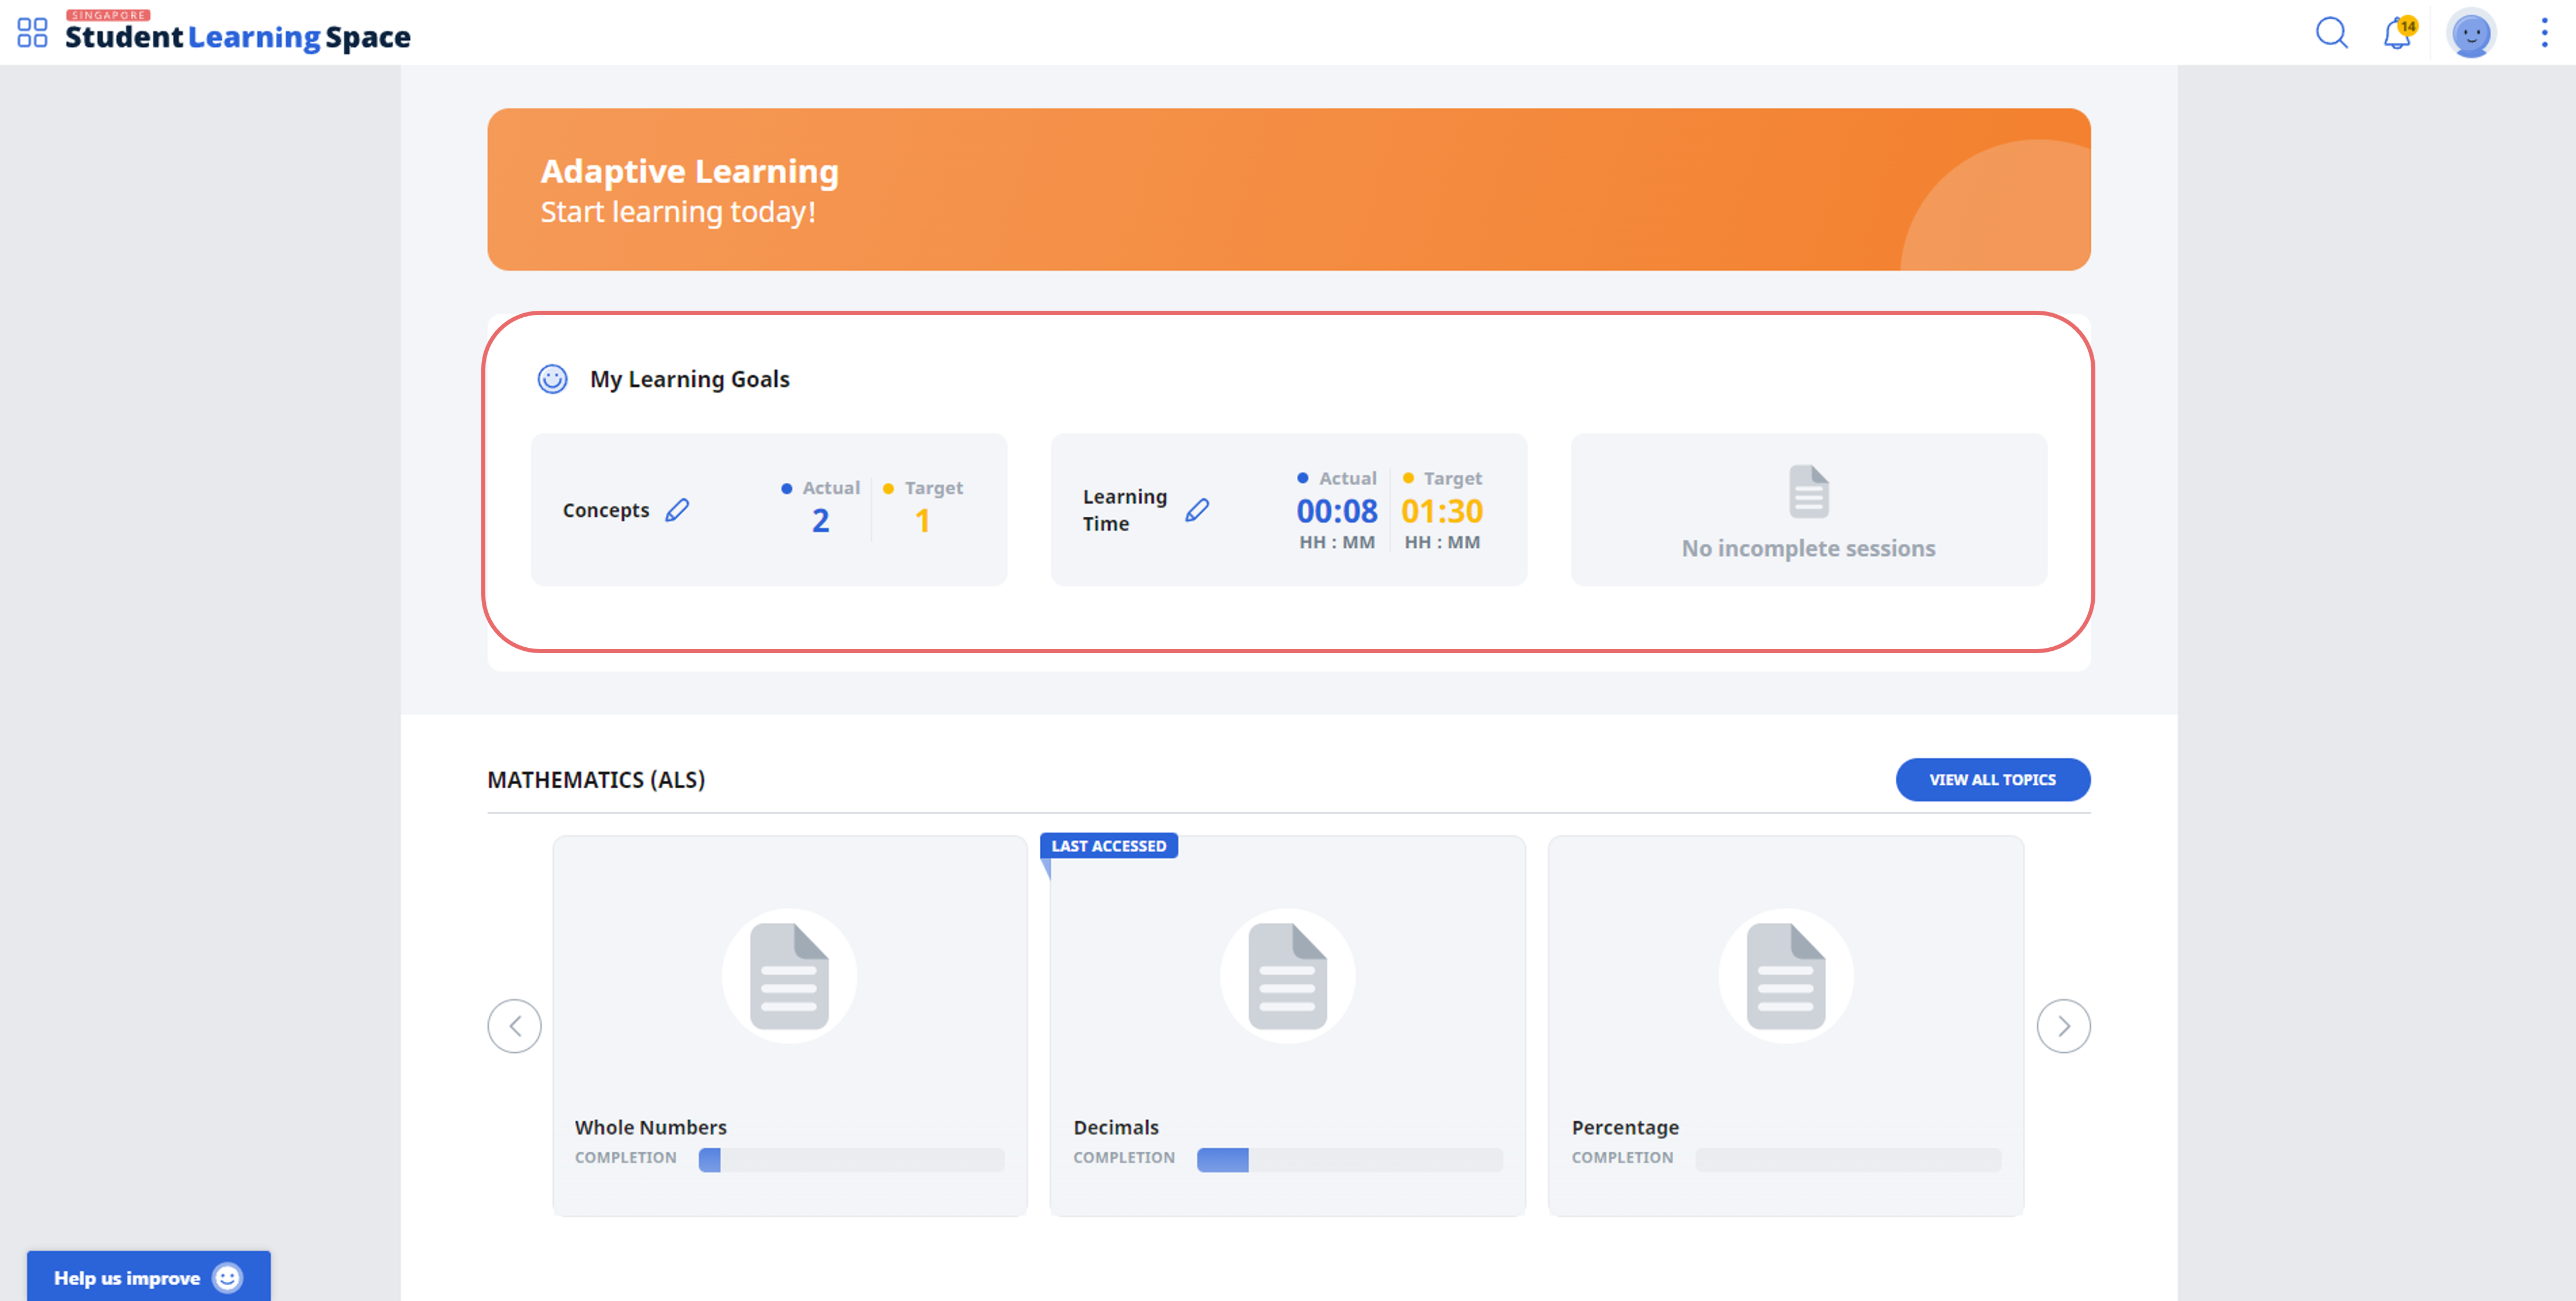 SINGAPORE
Student Learning Space
14
Adaptive Learning
Start learning today!
My Learning Goals
Concepts
Actual Target
2 1
Learning
Time
Actual Target
00:08 01:30
HH : MM HH : MM
No incomplete sessions
MATHEMATICS (ALS)
VIEW ALL TOPICS
LAST ACCESSED
Whole Numbers
COMPLETION
Decimals
COMPLETION
Percentage
COMPLETION
Help us improve